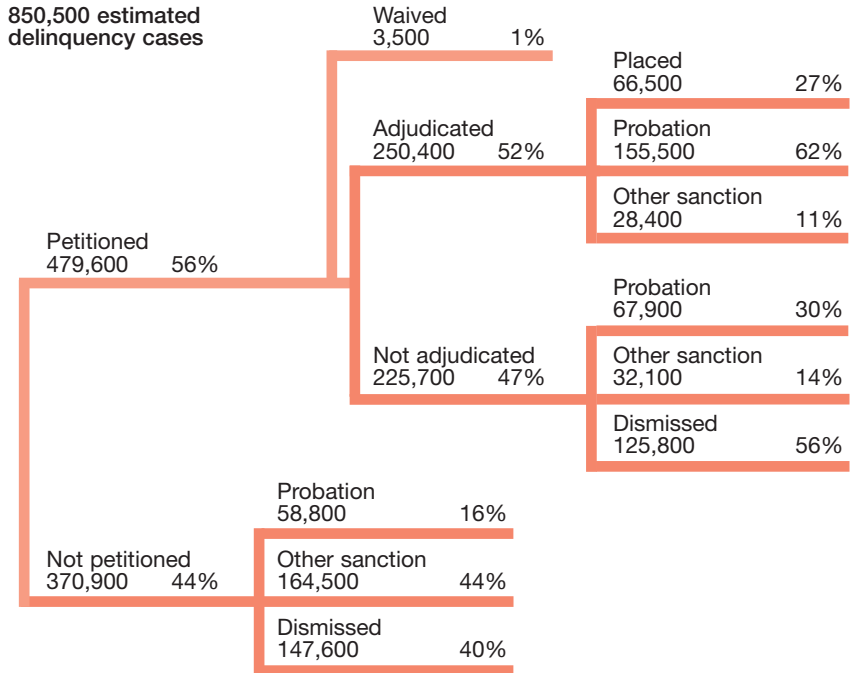 850,500 estimated
delinquency cases
Waived
3,500 1%
Placed
66,500 27%
Adjudicated
250,400 52%
Probation
155,500 62%
Other sanction
28,400 11%
Petitioned
479,600 56%
Probation
67,900 30%
Not adjudicated
225,700 47%
Other sanction
32,100 14%
Dismissed
125,800 56%
Probation
58,800 16%
Not petitioned
370,900 44%
Other sanction
164,500 44%
Dismissed
147,600 40%